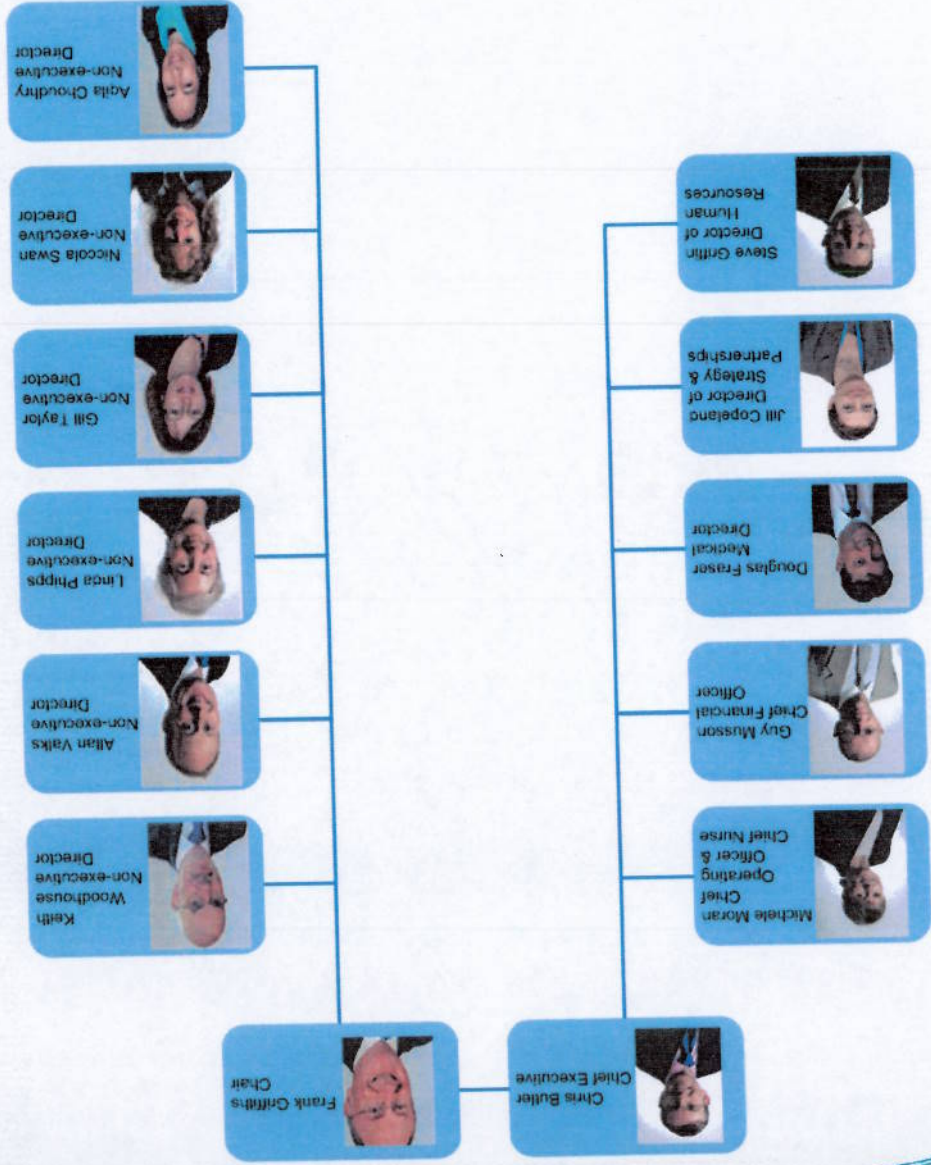 Chris Butler
Chief Executive
Frank Griffiths
Chair
Michele Moran
Chief
Operating
Officer &
Chief Nurse
Guy Musson
Chief Financial
Officer
Douglas Fraser
Medical
Director
Jill Copeland
Director of
Strategy &
Partnerships
Steve Griffin
Director of
Human
Resources
Keith
Woodhouse
Non-executive
Director
Allan Valks
Non-executive
Director
Linda Phipps
Non-executive
Director
Gill Taylor
Non-executive
Director
Niccola Swan
Non-executive
Director
Aqila Choudhry
Non-executive
Director